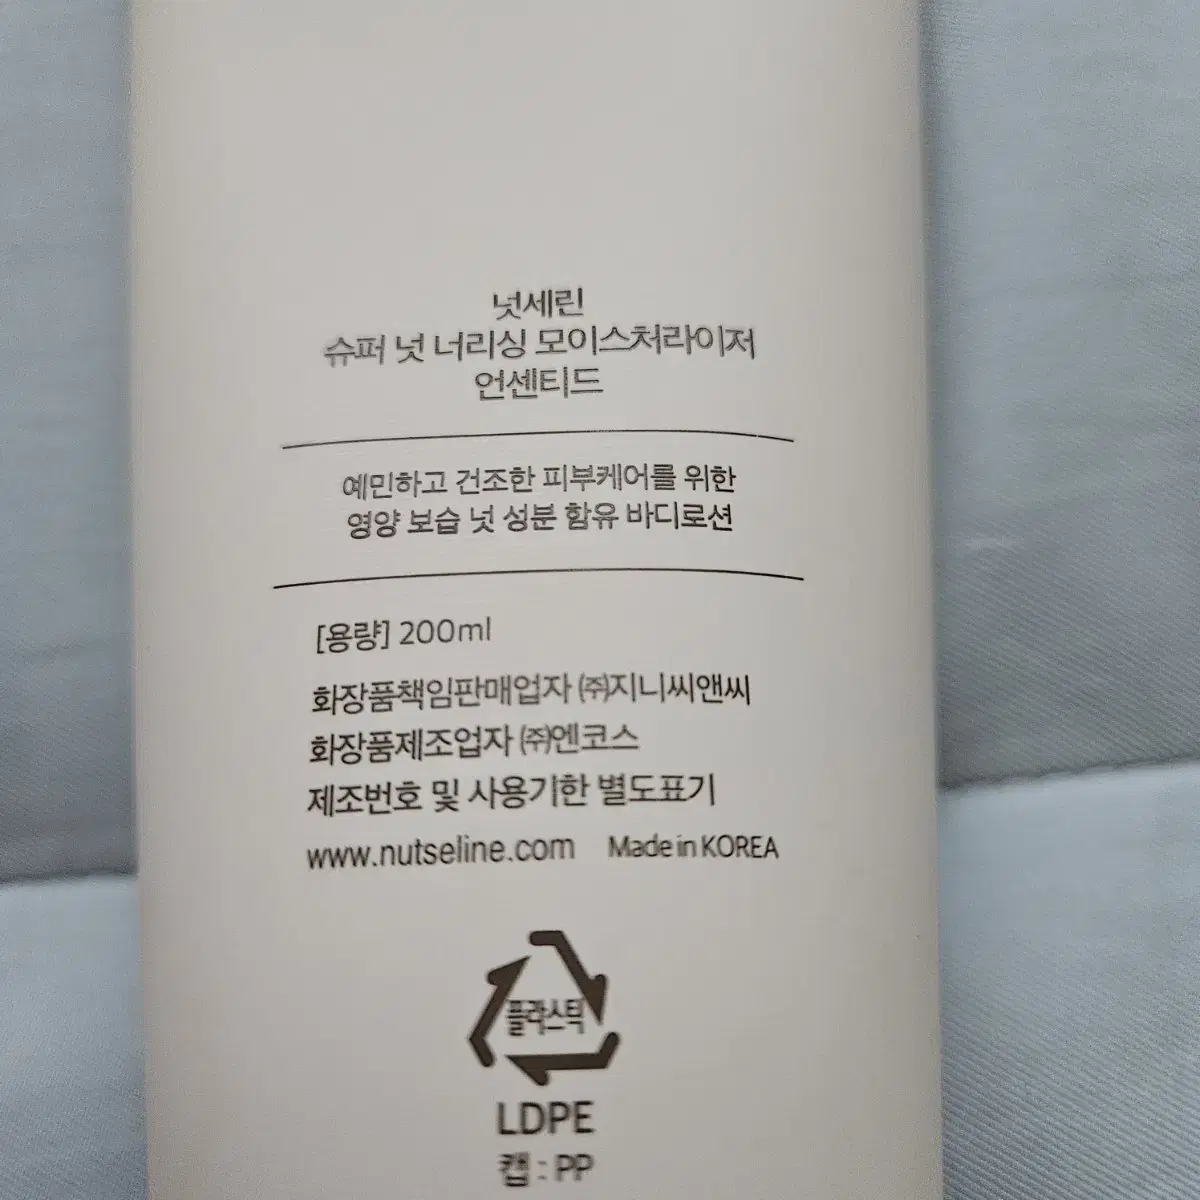 넛세린
슈퍼 넛 너리싱 모이스처라이저
언센티드
예민하고 건조한 피부케어를 위한
영양 보습 넛 성분 함유 바디로션
[용량] 200ml
화장품책임판매업자 ㈜지니씨앤씨
화장품제조업자 ㈜엔코스
제조번호 및 사용기한 별도표기
www.nutseline.com Made in KOREA
플라스틱
LDPE
캡 : PP